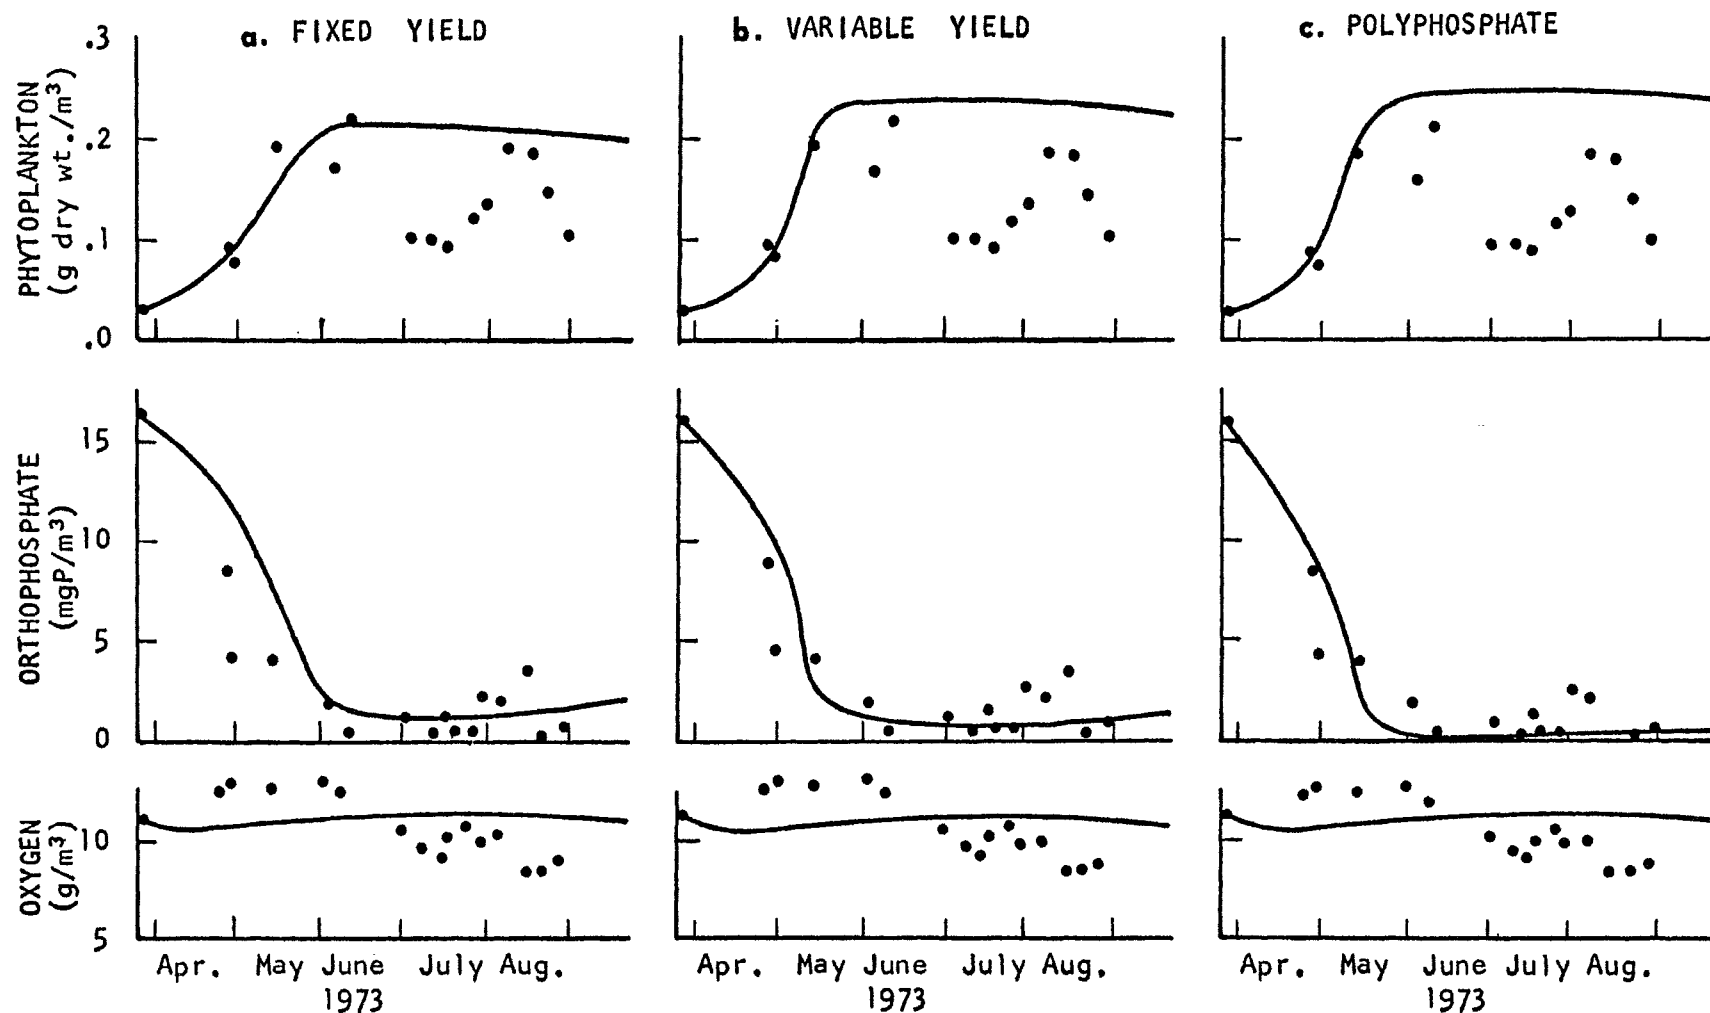 a. FIXED YIELD
b. VARIABLE YIELD
c. POLYPHOSPHATE
PHYTOPLANKTON
(g dry wt./m³)
.3
.2
.1
.0
ORTHOPHOSPHATE
(mgP/m³)
15
10
5
0
OXYGEN
(g/m³)
10
5
Apr. May June July Aug.
1973
Apr. May June July Aug.
1973
Apr. May June July Aug.
1973